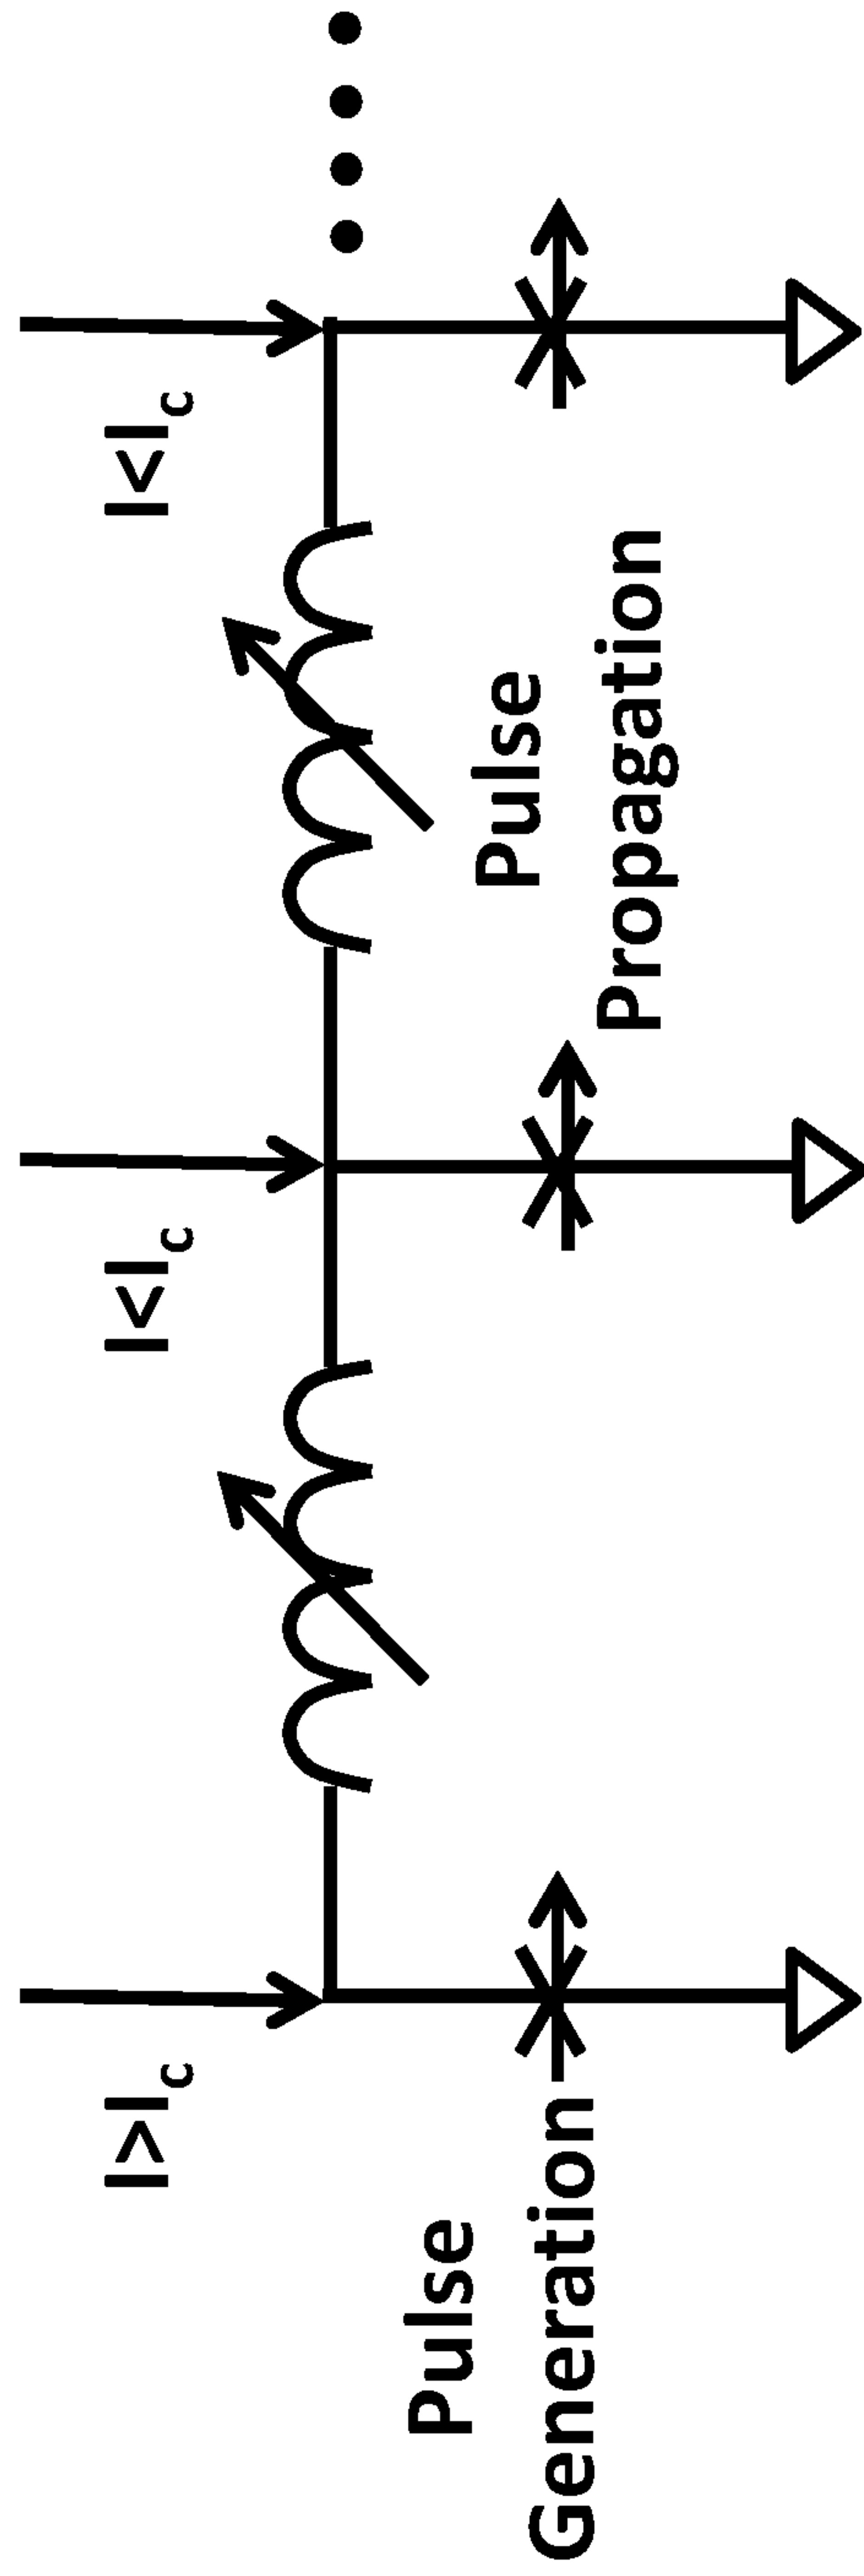 I>Ic
I<Ic
I<Ic
Pulse
Generation
Pulse
Propagation